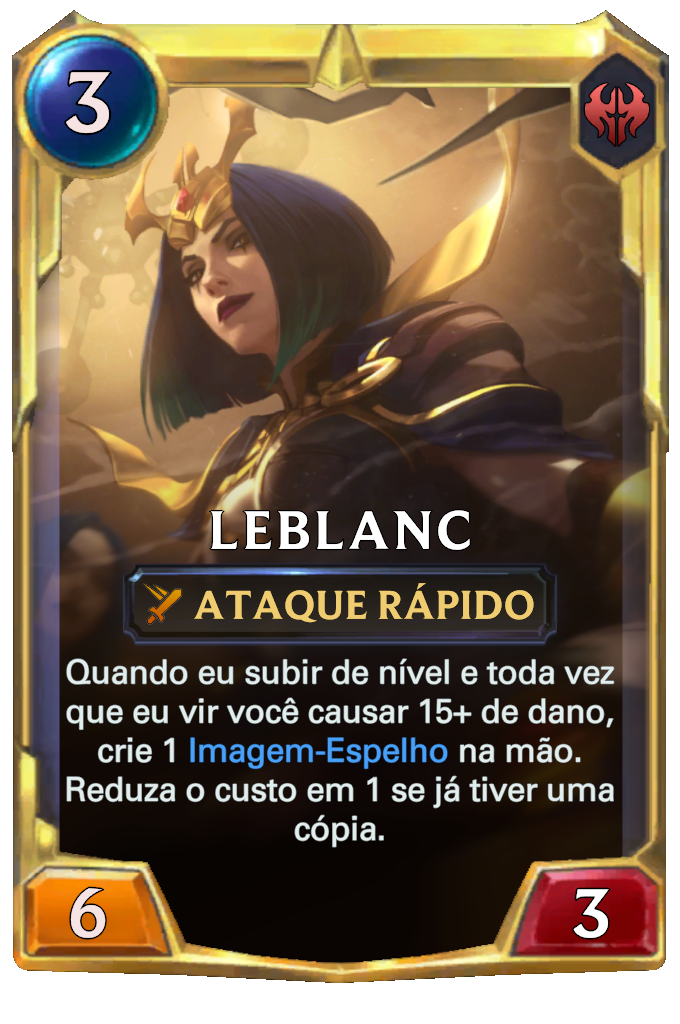 3
LEBLANC
ATAQUE RÁPIDO
Quando eu subir de nível e toda vez
que eu vir você causar 15+ de dano,
crie 1 Imagem-Espelho na mão.
Reduza o custo em 1 se já tiver uma
cópia.
6
3